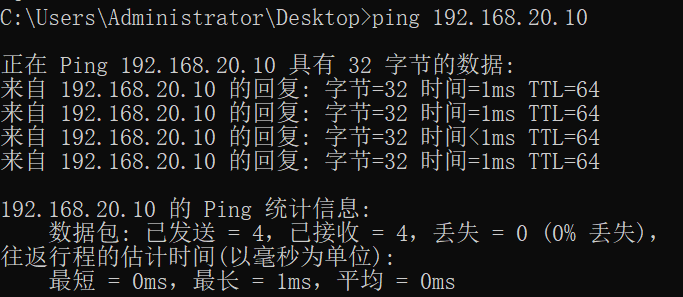 C:\Users\Administrator\Desktop>ping 192.168.20.10
正在 Ping 192.168.20.10 具有 32 字节的数据:
来自 192.168.20.10 的回复: 字节=32 时间=1ms TTL=64
来自 192.168.20.10 的回复: 字节=32 时间=1ms TTL=64
来自 192.168.20.10 的回复: 字节=32 时间<1ms TTL=64
来自 192.168.20.10 的回复: 字节=32 时间=1ms TTL=64
192.168.20.10 的 Ping 统计信息:
数据包: 已发送 = 4，已接收 = 4，丢失 = 0 (0% 丢失)，
往返行程的估计时间(以毫秒为单位):
最短 = 0ms，最长 = 1ms，平均 = 0ms